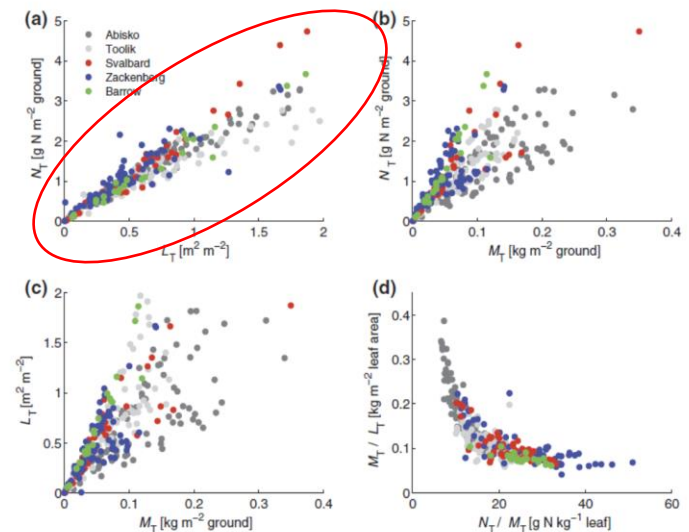 (a)
Abisko
Toolik
Svalbard
Zackenberg
Barrow
5
4
3
2
1
0
N_T [g N m⁻² ground]
0 0.5 1 1.5 2
L_T [m² m⁻²]
(b)
5
4
3
2
1
0
N_T [g N m⁻² ground]
0 0.1 0.2 0.3 0.4
M_T [kg m⁻² ground]
(c)
2
1.5
1
0.5
0
L_T [m² m⁻²]
0 0.1 0.2 0.3 0.4
M_T [kg m⁻² ground]
(d)
0.4
0.3
0.2
0.1
0
M_T / L_T [kg m⁻² leaf area]
0 20 40 60
N_T / M_T [g N kg⁻¹ leaf]